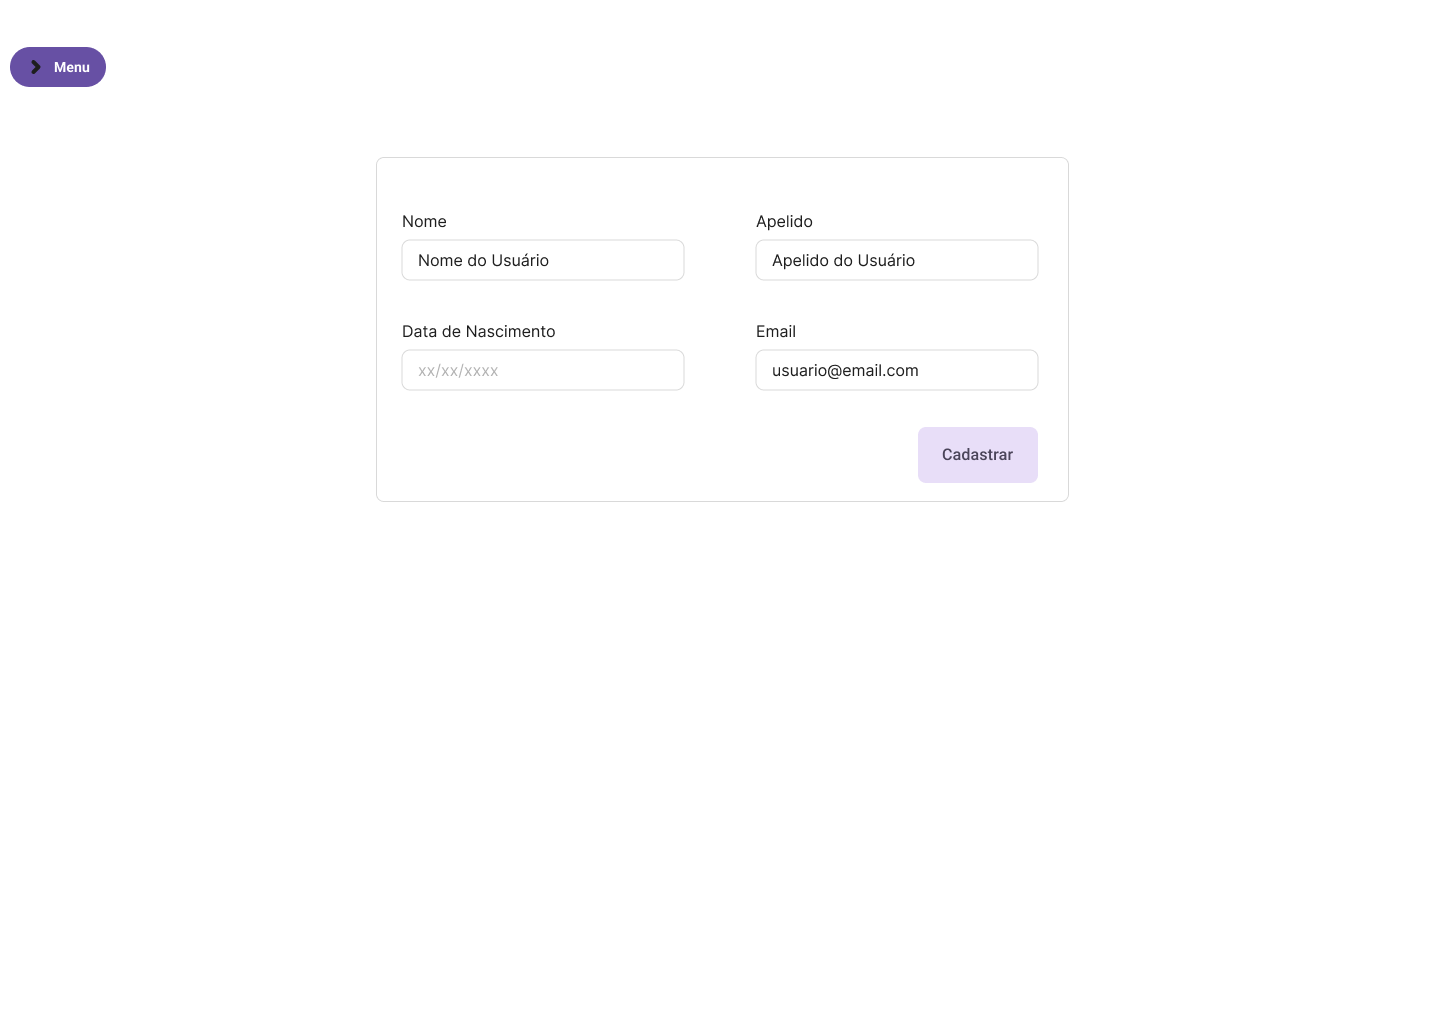 Menu
Nome
Apelido
Nome do Usuário
Apelido do Usuário
Data de Nascimento
Email
xx/xx/xxxx
usuario@email.com
Cadastrar